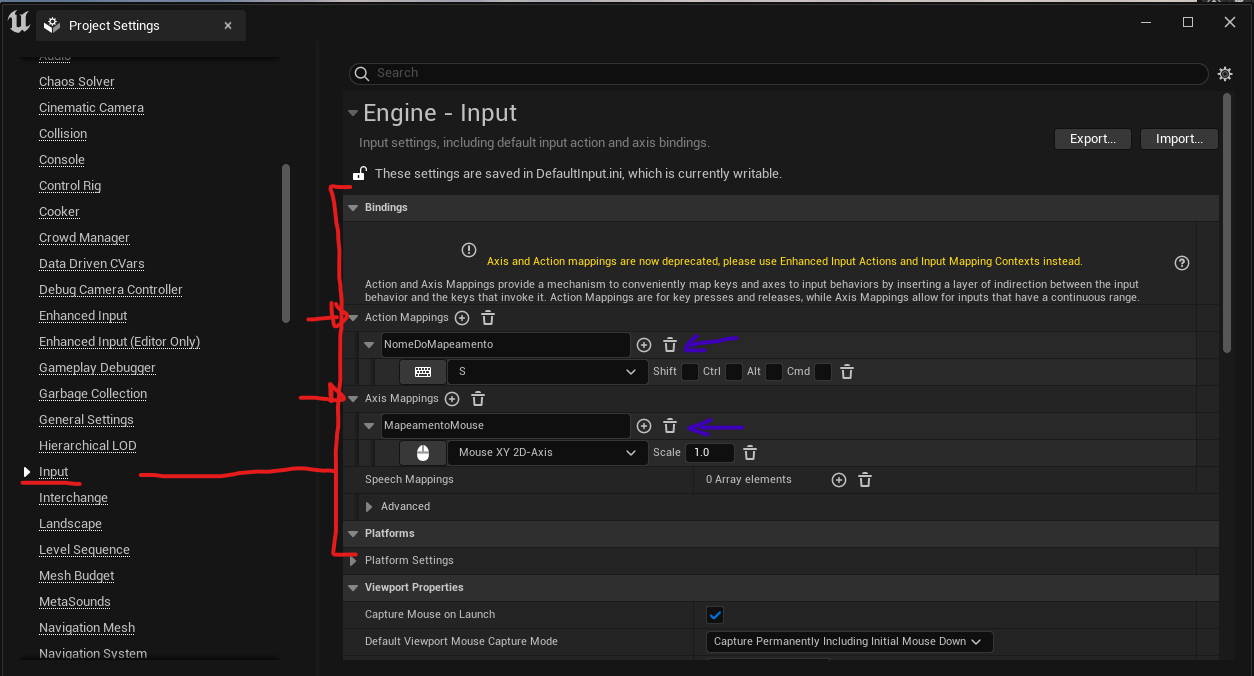 Project Settings
Audio
Chaos Solver
Cinematic Camera
Collision
Console
Control Rig
Cooker
Crowd Manager
Data Driven CVars
Debug Camera Controller
Enhanced Input
Enhanced Input (Editor Only)
Gameplay Debugger
Garbage Collection
General Settings
Hierarchical LOD
Input
Interchange
Landscape
Level Sequence
Mesh Budget
MetaSounds
Navigation Mesh
Navigation System
Search
Engine - Input
Input settings, including default input action and axis bindings.
Export...
Import...
These settings are saved in DefaultInput.ini, which is currently writable.
Bindings
Axis and Action mappings are now deprecated, please use Enhanced Input Actions and Input Mapping Contexts instead.
Action and Axis Mappings provide a mechanism to conveniently map keys and axes to input behaviors by inserting a layer of indirection between the input
behavior and the keys that invoke it. Action Mappings are for key presses and releases, while Axis Mappings allow for inputs that have a continuous range.
Action Mappings
NomeDoMapeamento
S Shift Ctrl Alt Cmd
Axis Mappings
MapeamentoMouse
Mouse XY 2D-Axis Scale 1.0
Speech Mappings 0 Array elements
Advanced
Platforms
Platform Settings
Viewport Properties
Capture Mouse on Launch
Default Viewport Mouse Capture Mode Capture Permanently Including Initial Mouse Down